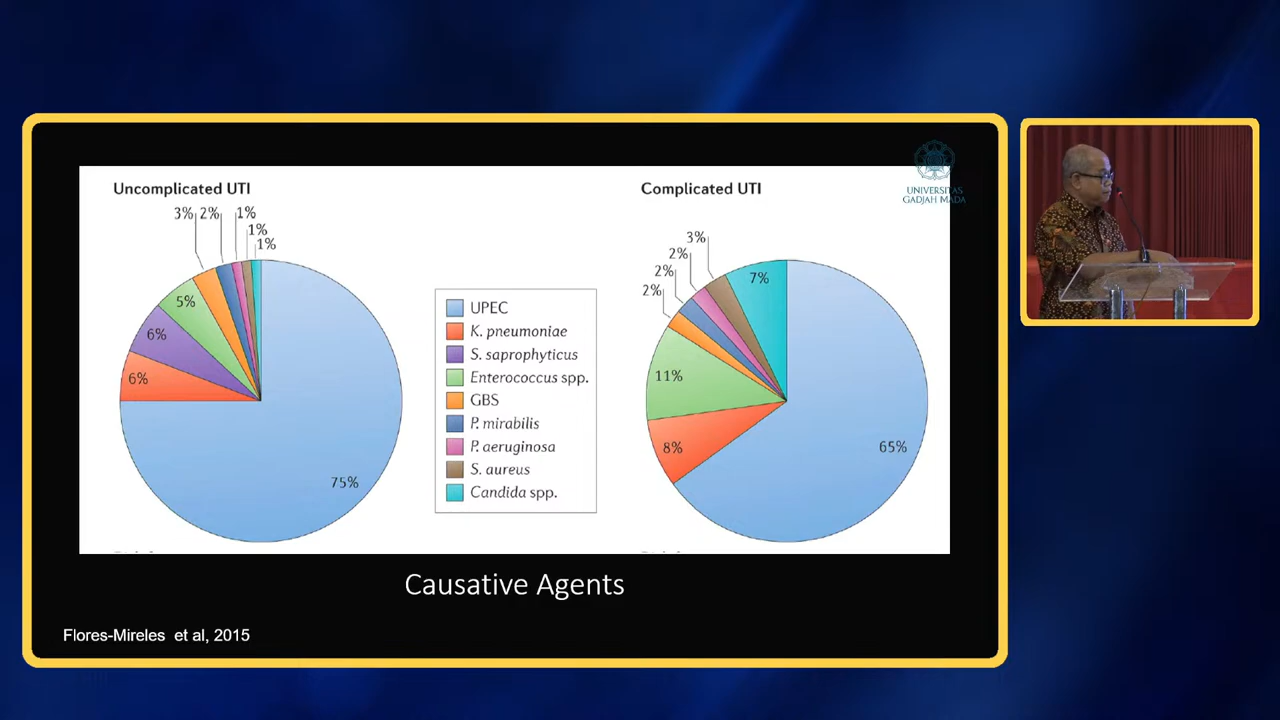 UNIVERSITAS
GADJAH MADA
Uncomplicated UTI
3%
2%
1%
1%
1%
5%
6%
6%
75%
UPEC
K. pneumoniae
S. saprophyticus
Enterococcus spp.
GBS
P. mirabilis
P. aeruginosa
S. aureus
Candida spp.
Complicated UTI
3%
2%
2%
2%
7%
11%
8%
65%
Causative Agents
Flores-Mireles et al, 2015